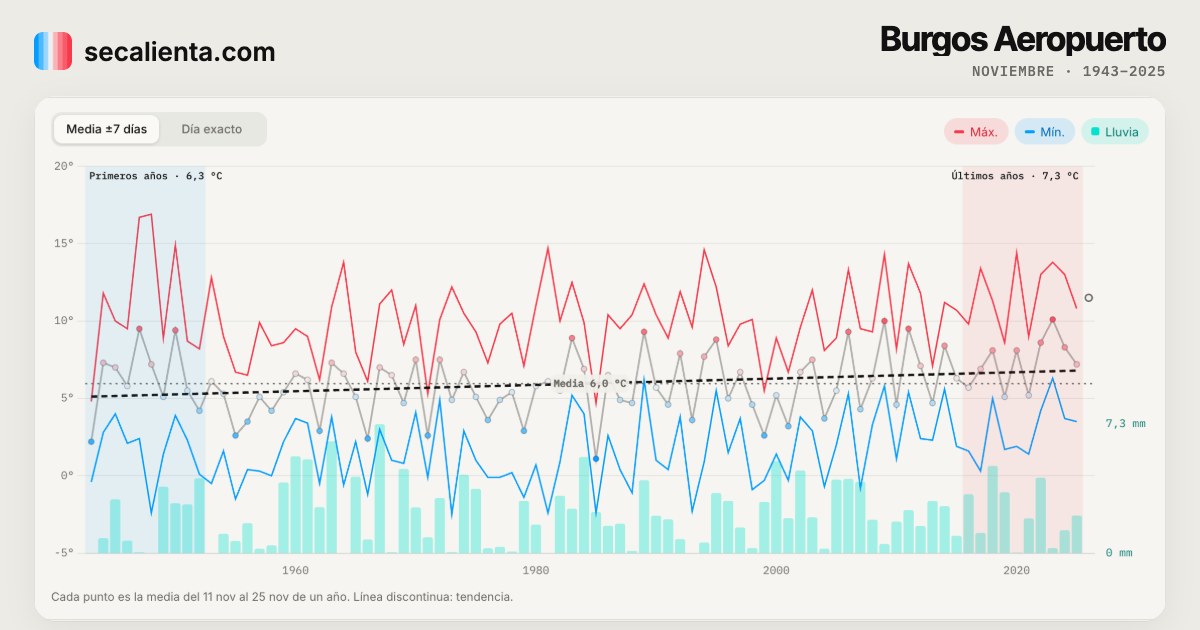 secalienta.com
Burgos Aeropuerto
NOVIEMBRE · 1943–2025
Media ±7 días
Día exacto
Máx.
Mín.
Lluvia
20°
Primeros años · 6,3 °C
Últimos años · 7,3 °C
15°
10°
Media 6,0 °C
5°
7,3 mm
0°
-5°
0 mm
1960
1980
2000
2020
Cada punto es la media del 11 nov al 25 nov de un año. Línea discontinua: tendencia.